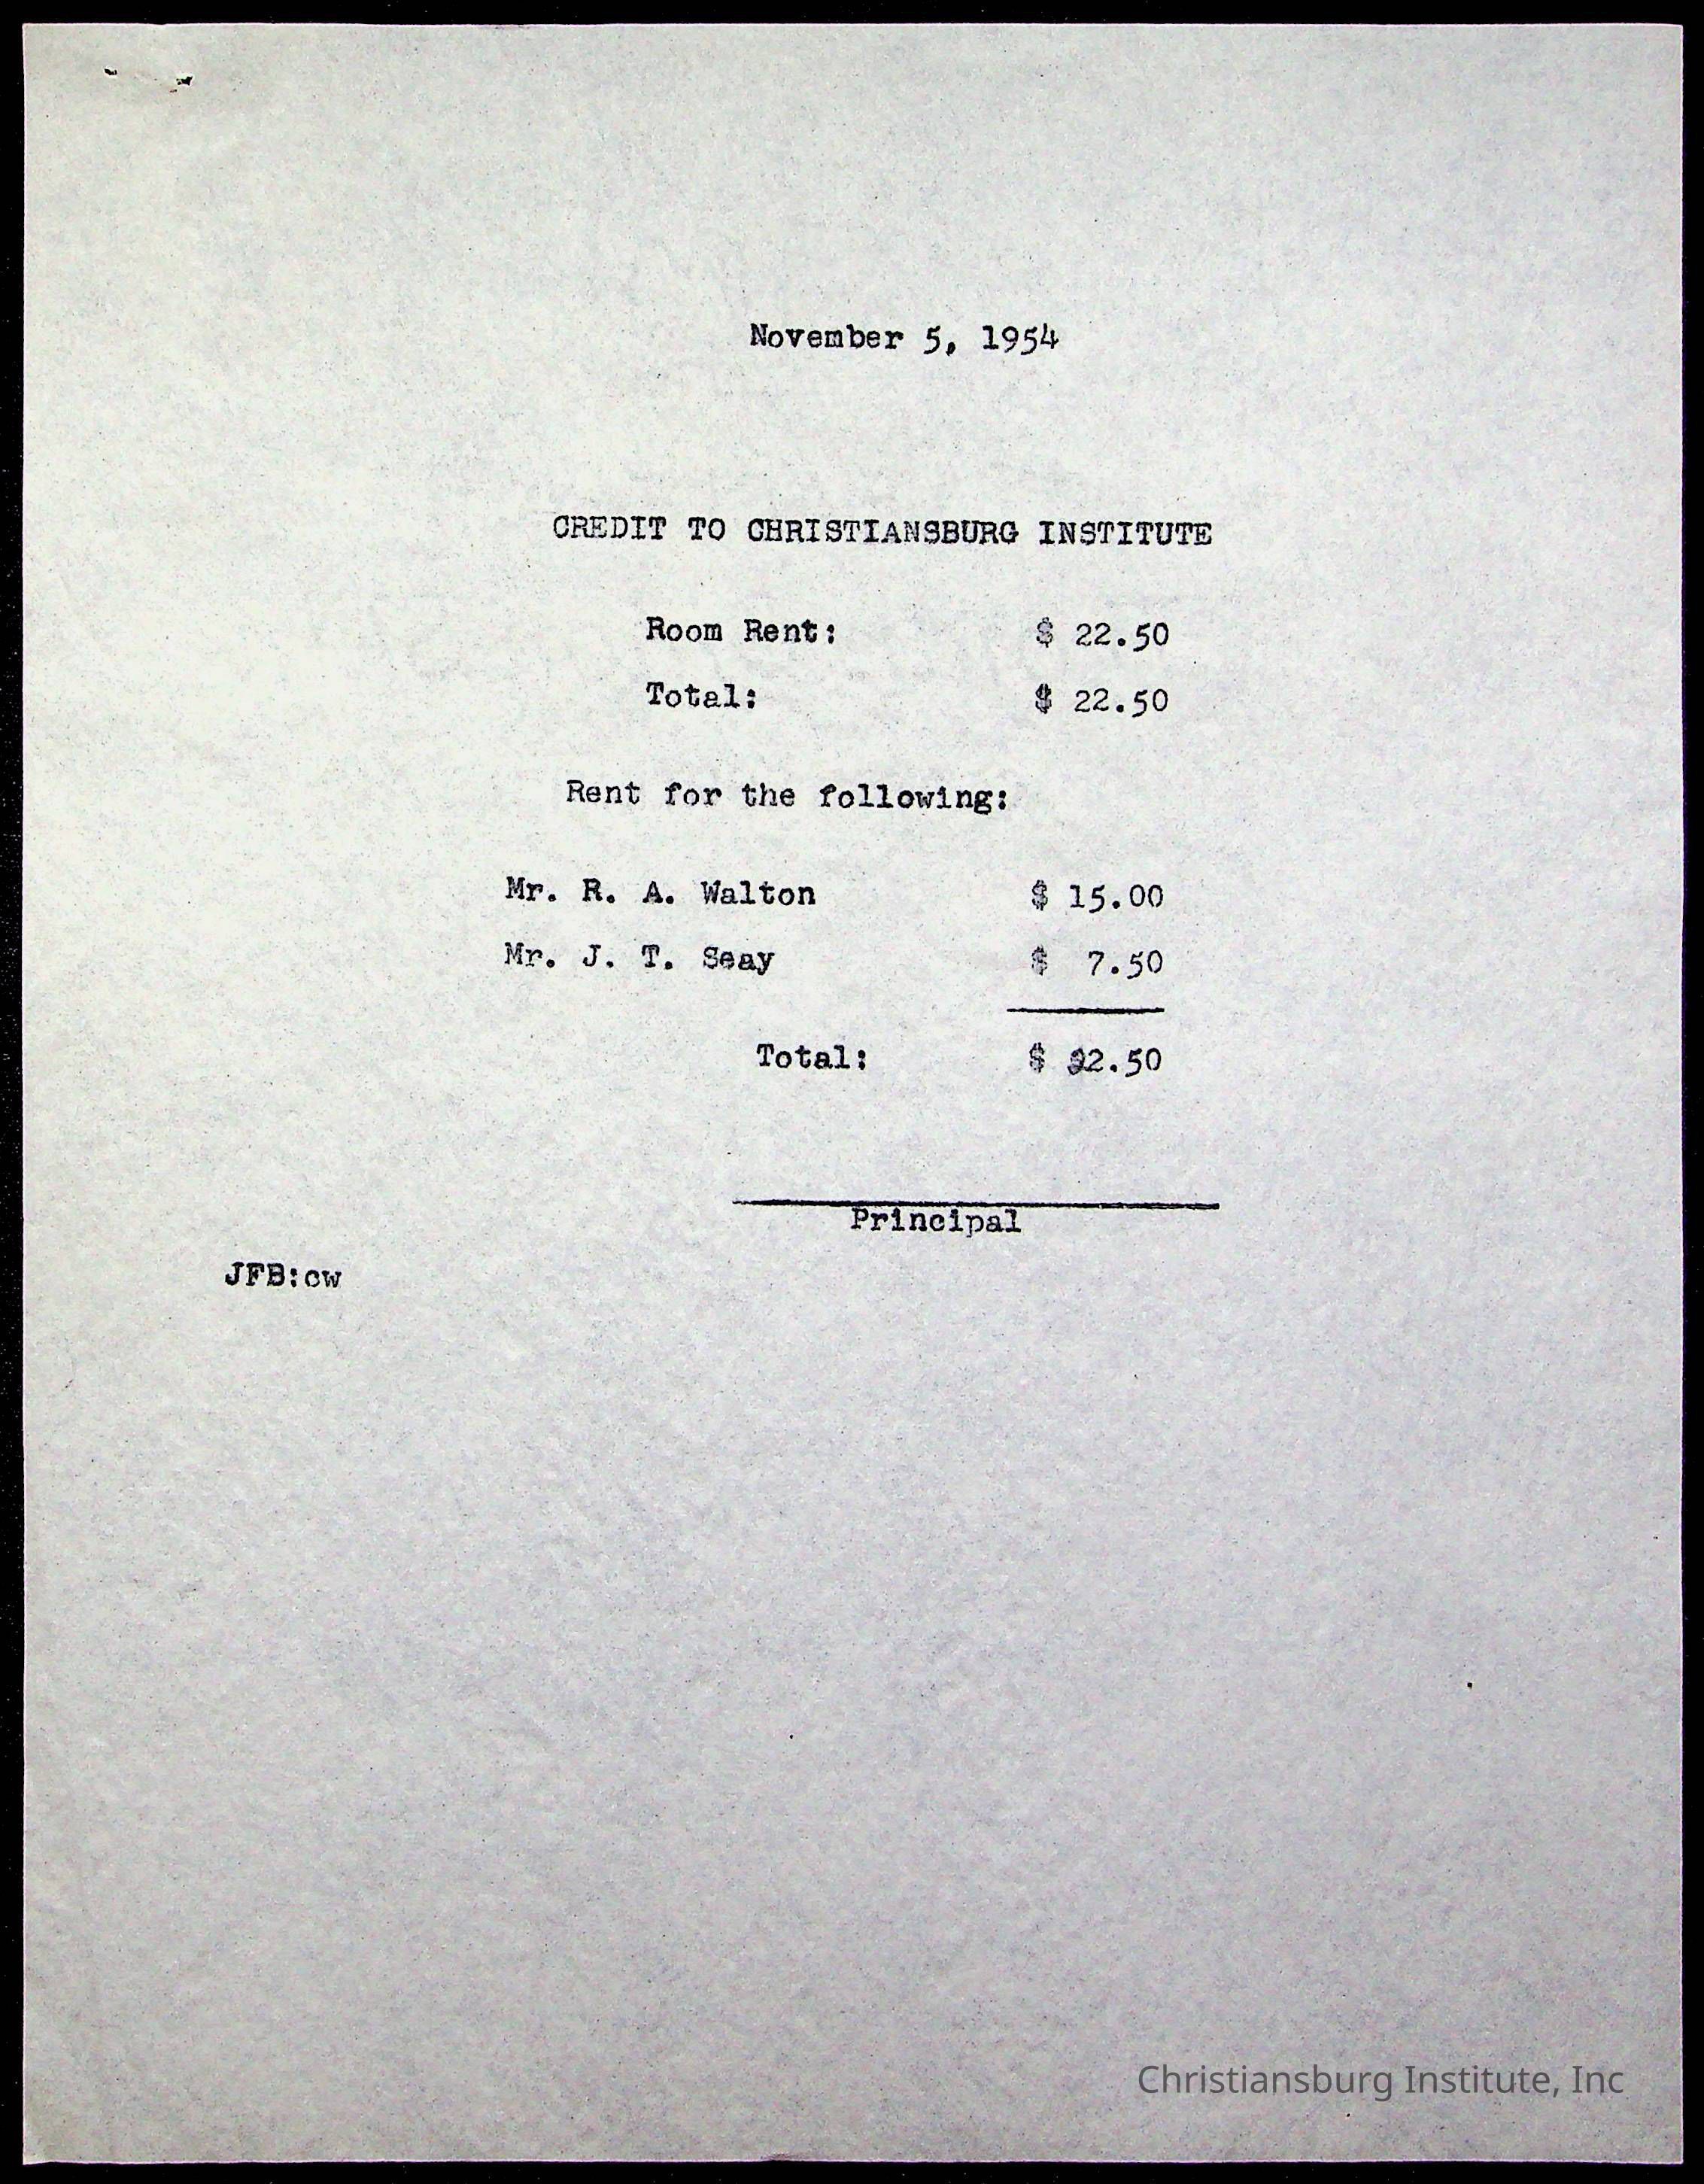 November 5, 1954
CREDIT TO CHRISTIANSBURG INSTITUTE
Room Rent: $ 22.50
Total: $ 22.50
Rent for the following:
Mr. R. A. Walton $ 15.00
Mr. J. T. Seay $ 7.50
Total: $ 22.50
Principal
JFB:cw
Christiansburg Institute, Inc